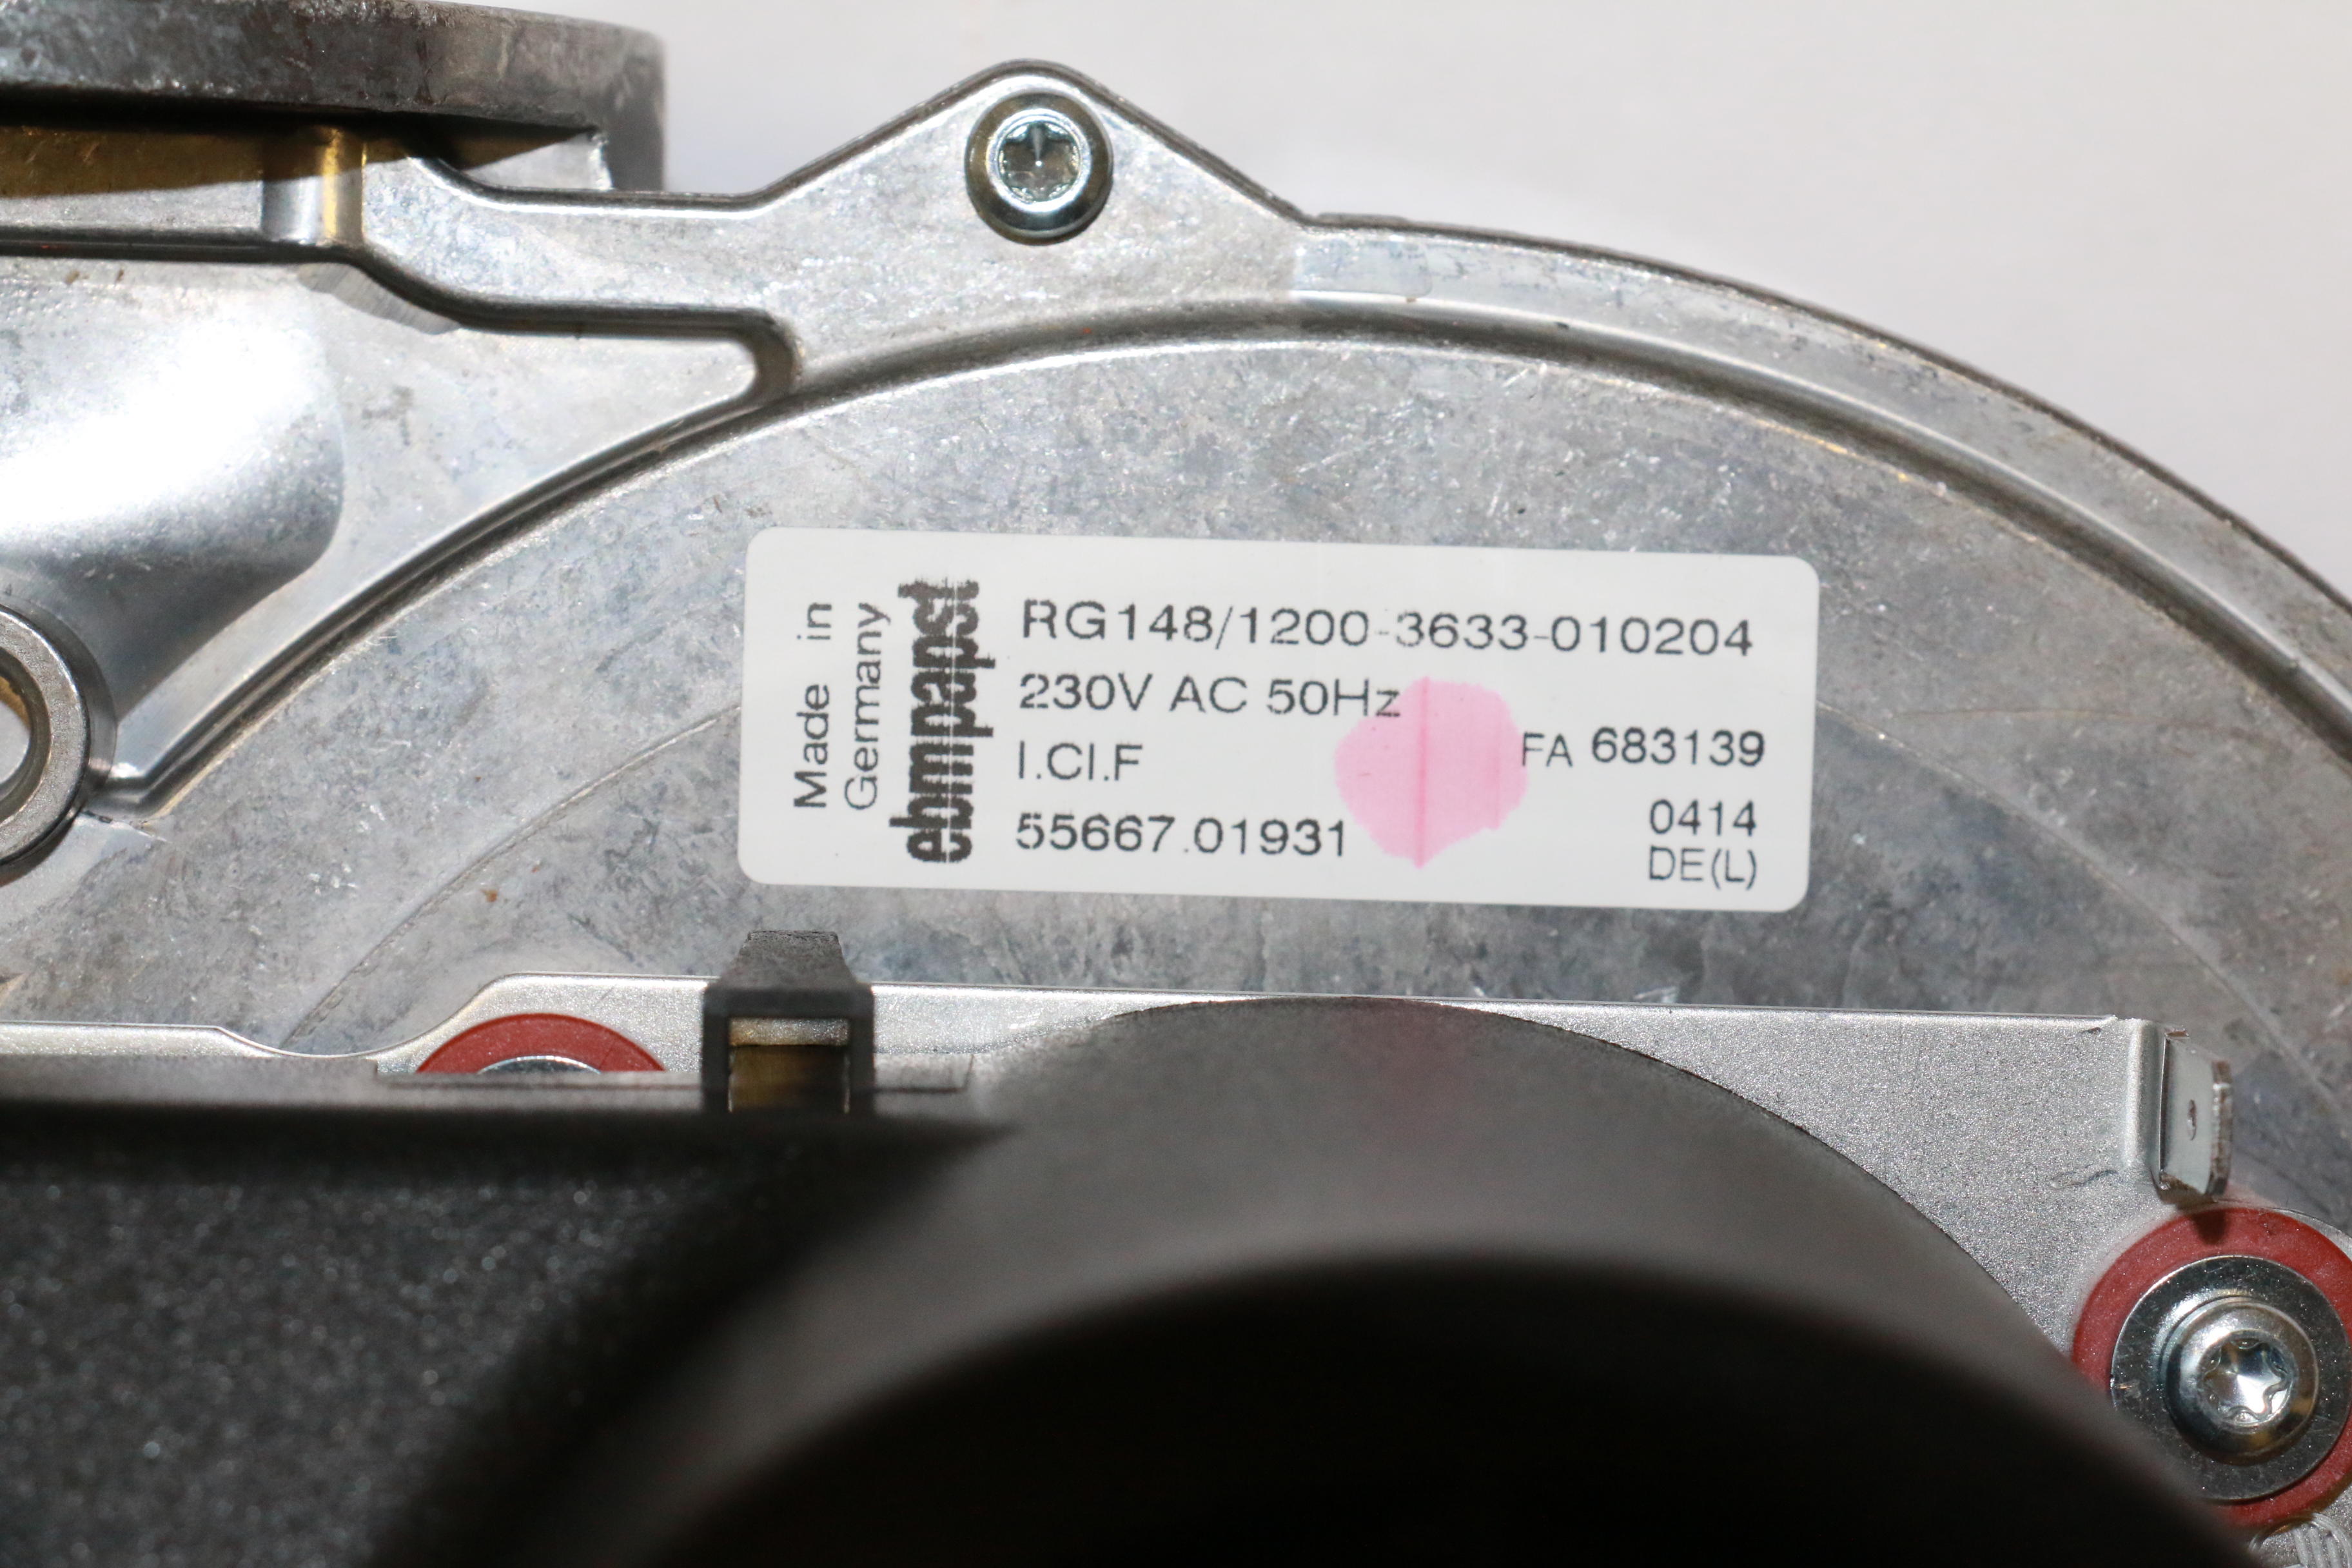 Made in
Germany
ebmpapst
RG148/1200-3633-010204
230V AC 50Hz
I.Cl.F
FA 683139
55667.01931
0414
DE(L)